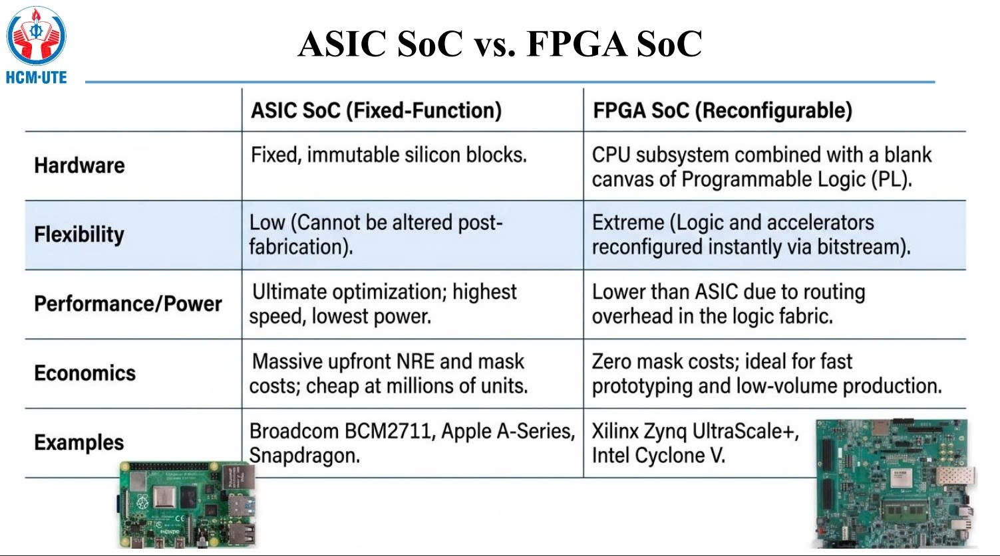 HCM-UTE
ASIC SoC vs. FPGA SoC
ASIC SoC (Fixed-Function)
FPGA SoC (Reconfigurable)
Hardware
Fixed, immutable silicon blocks.
CPU subsystem combined with a blank
canvas of Programmable Logic (PL).
Flexibility
Low (Cannot be altered post-
fabrication).
Extreme (Logic and accelerators
reconfigured instantly via bitstream).
Performance/Power
Ultimate optimization; highest
speed, lowest power.
Lower than ASIC due to routing
overhead in the logic fabric.
Economics
Massive upfront NRE and mask
costs; cheap at millions of units.
Zero mask costs; ideal for fast
prototyping and low-volume production.
Examples
Broadcom BCM2711, Apple A-Series,
Snapdragon.
Xilinx Zynq UltraScale+,
Intel Cyclone V.